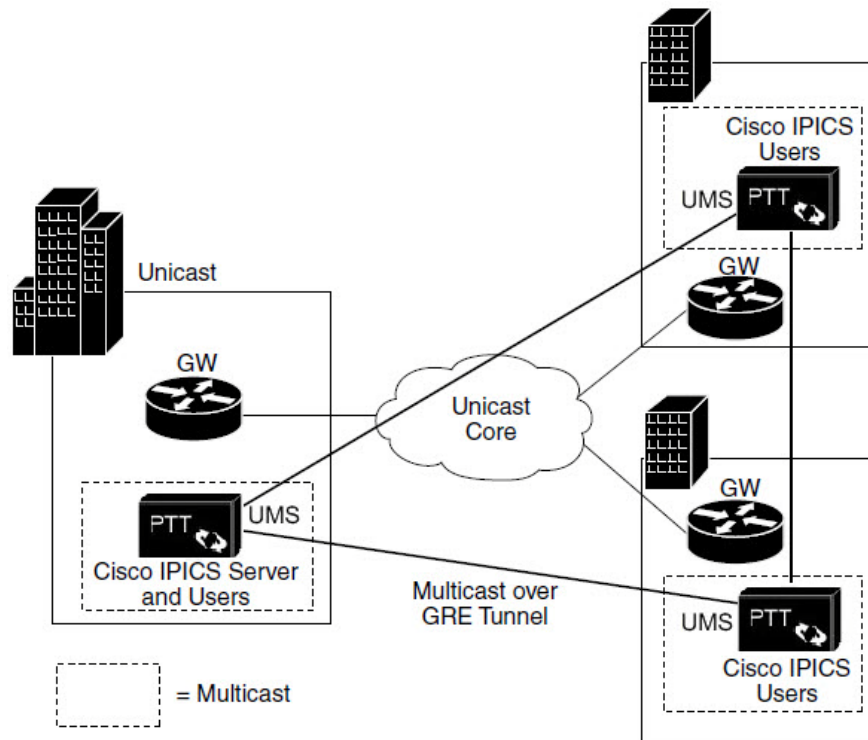 Cisco IPICS
Users
UMS
PTT
Unicast
GW
GW
Unicast
Core
GW
PTT
UMS
Cisco IPICS Server
and Users
Multicast over
GRE Tunnel
UMS
PTT
Cisco IPICS
Users
= Multicast